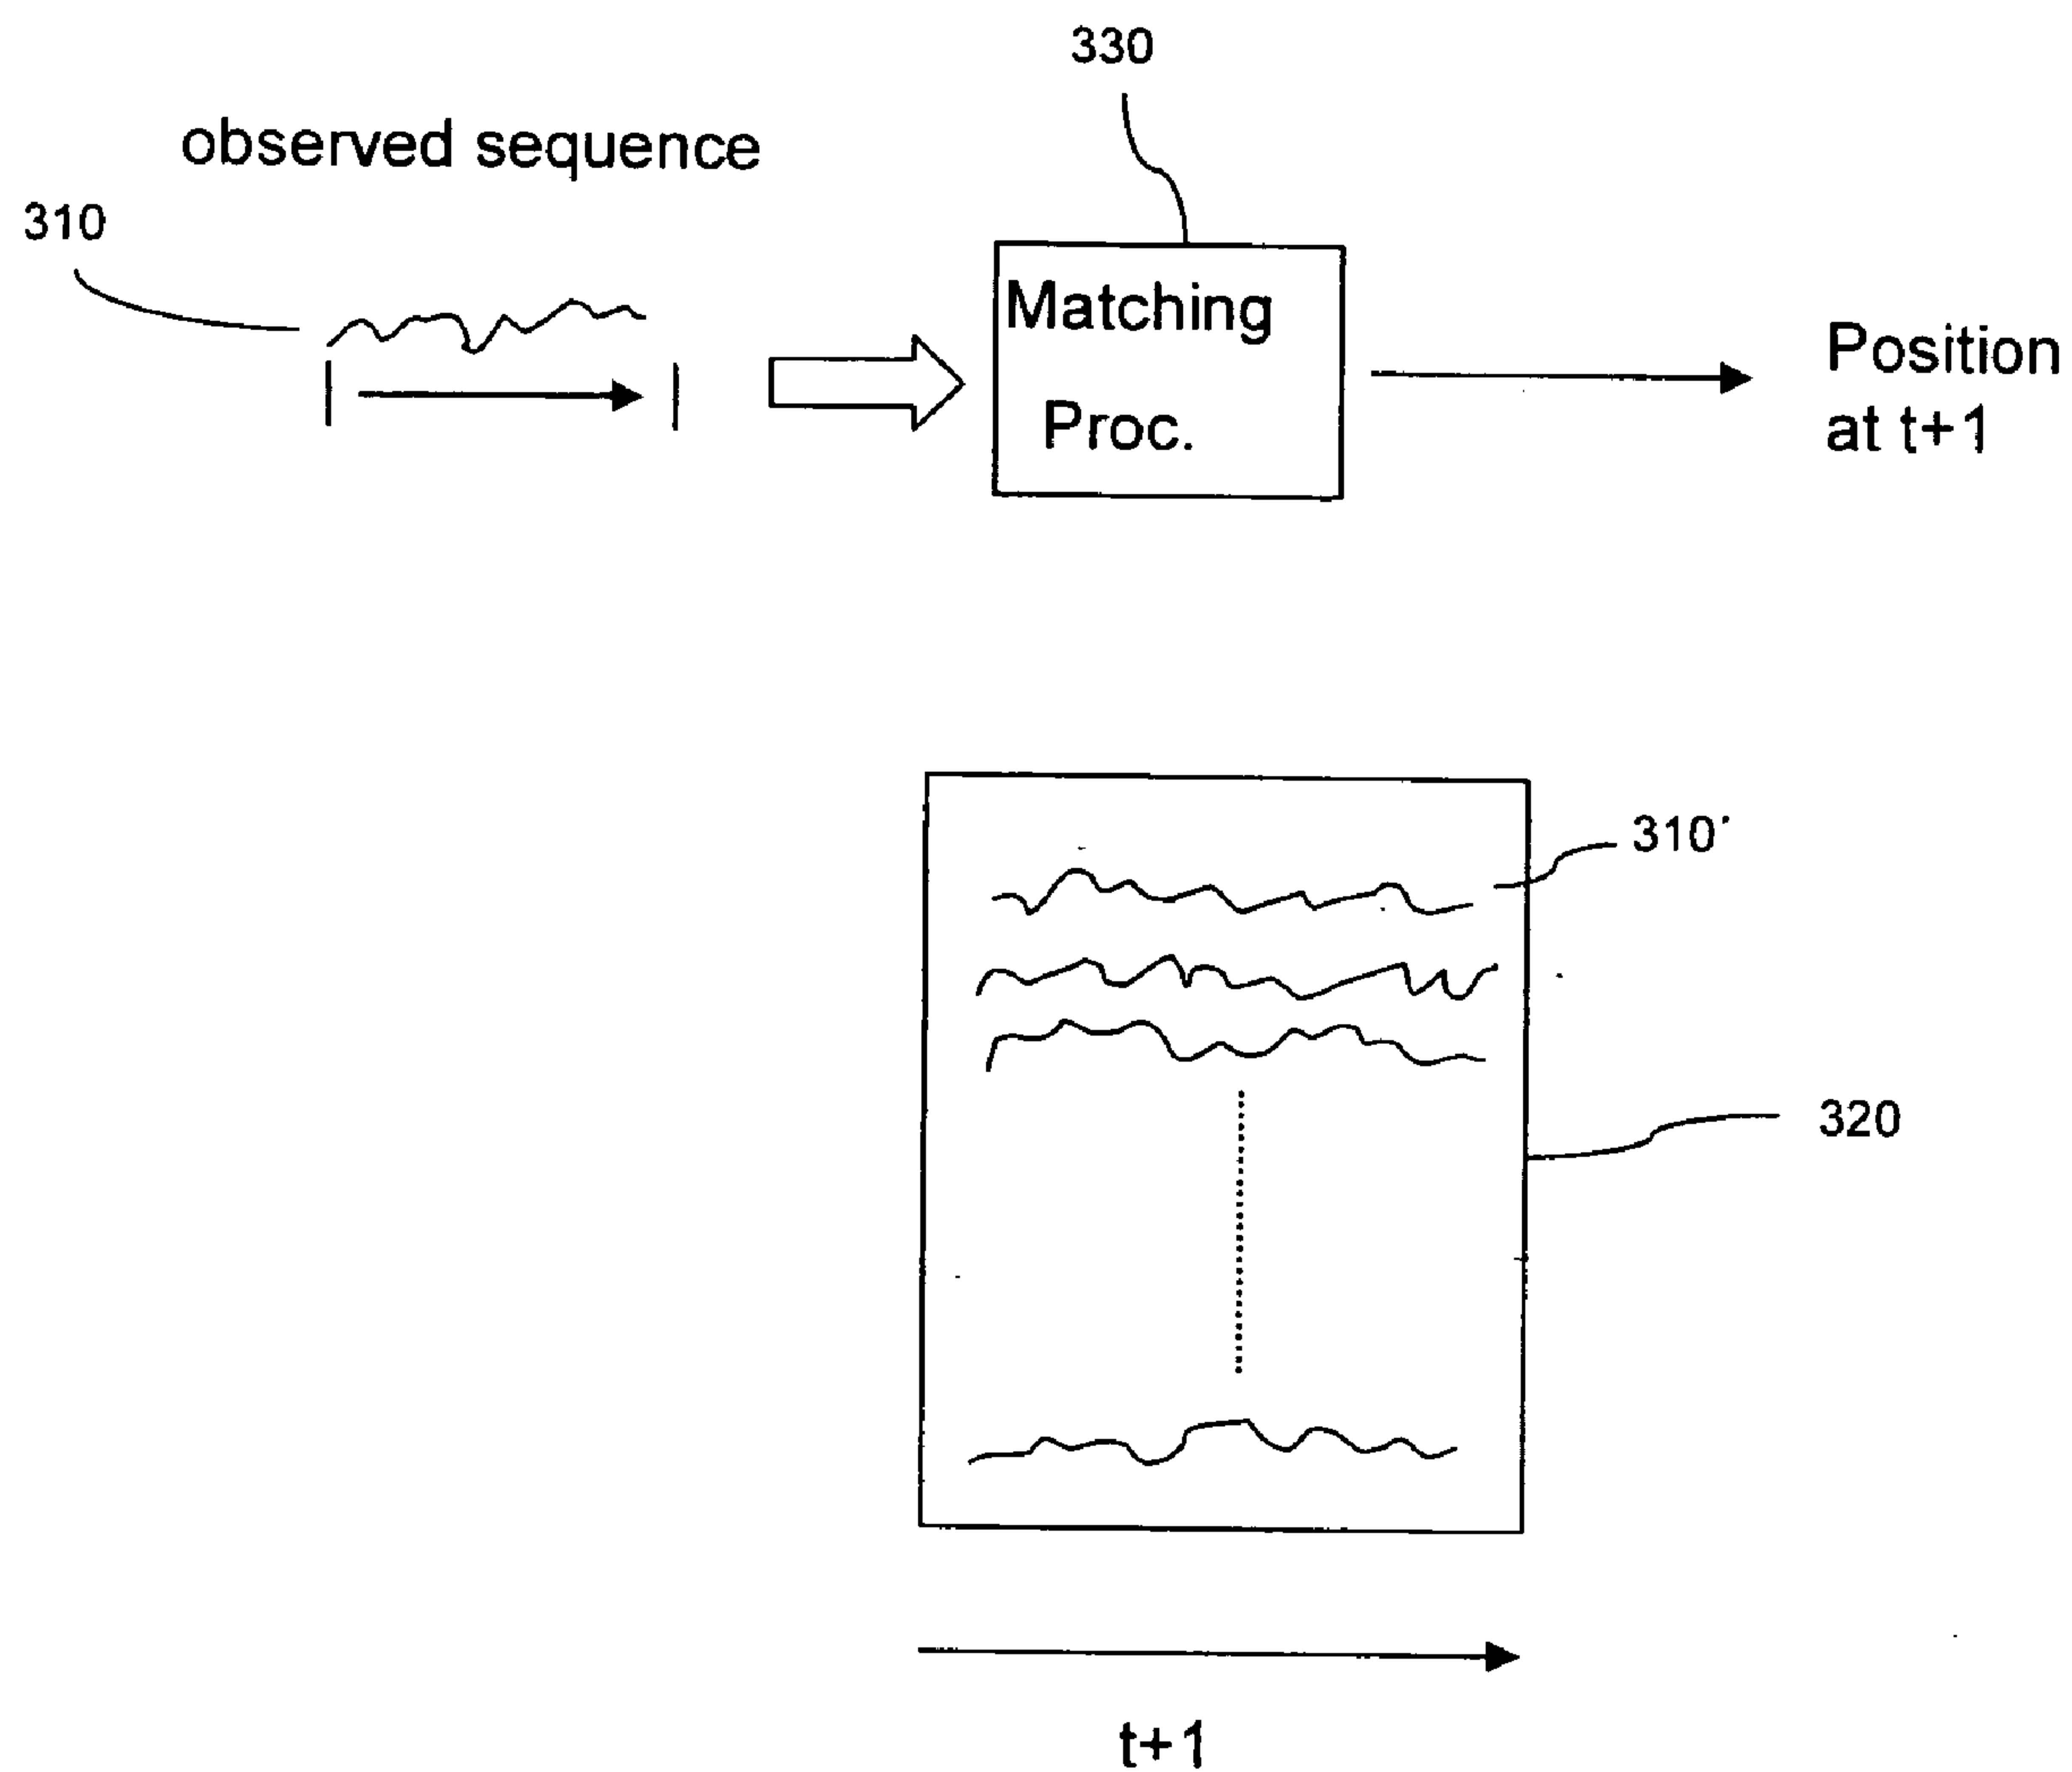 330
observed sequence
310
Matching
Proc.
Position
at t+1
310'
320
t+1